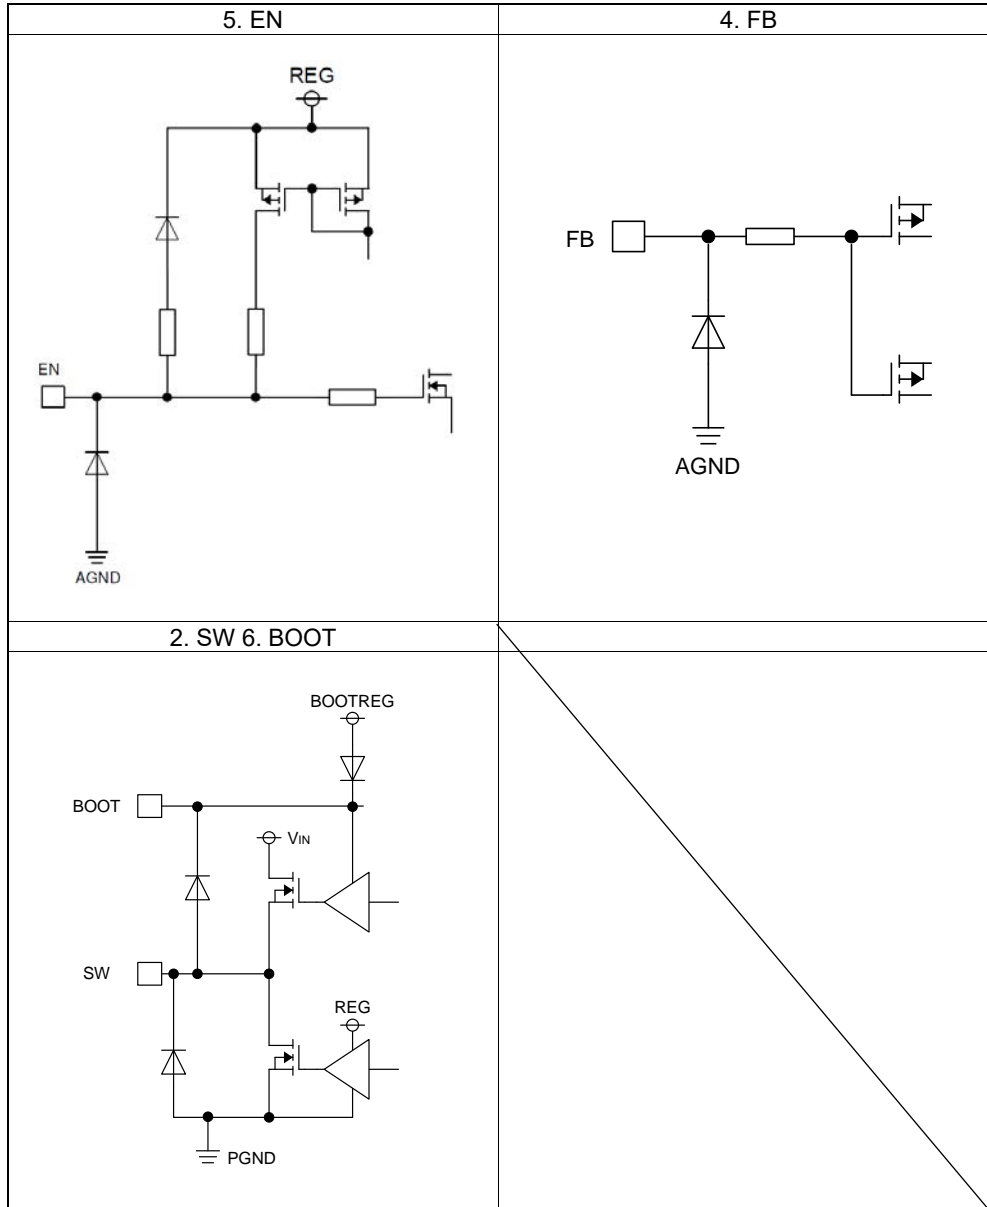 5. EN
4. FB
REG
EN
AGND
FB
AGND
2. SW 6. BOOT
BOOTREG
BOOT
VIN
SW
REG
PGND